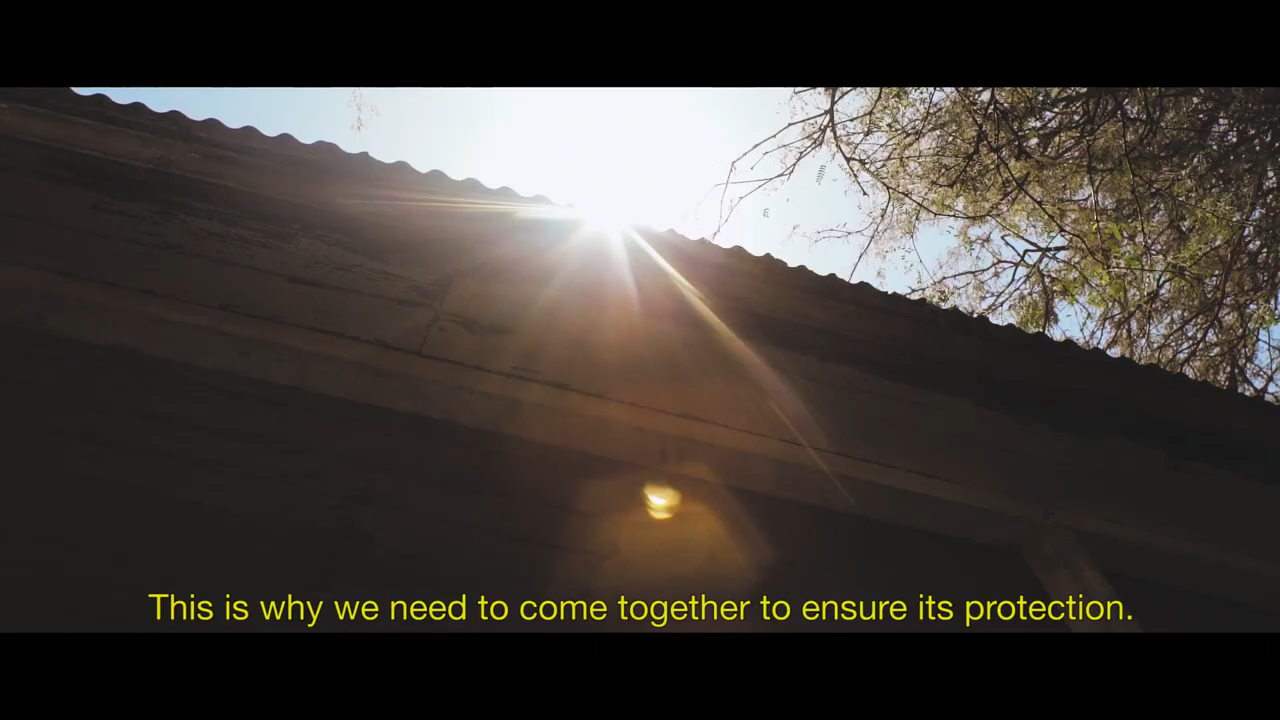 This is why we need to come together to ensure its protection.